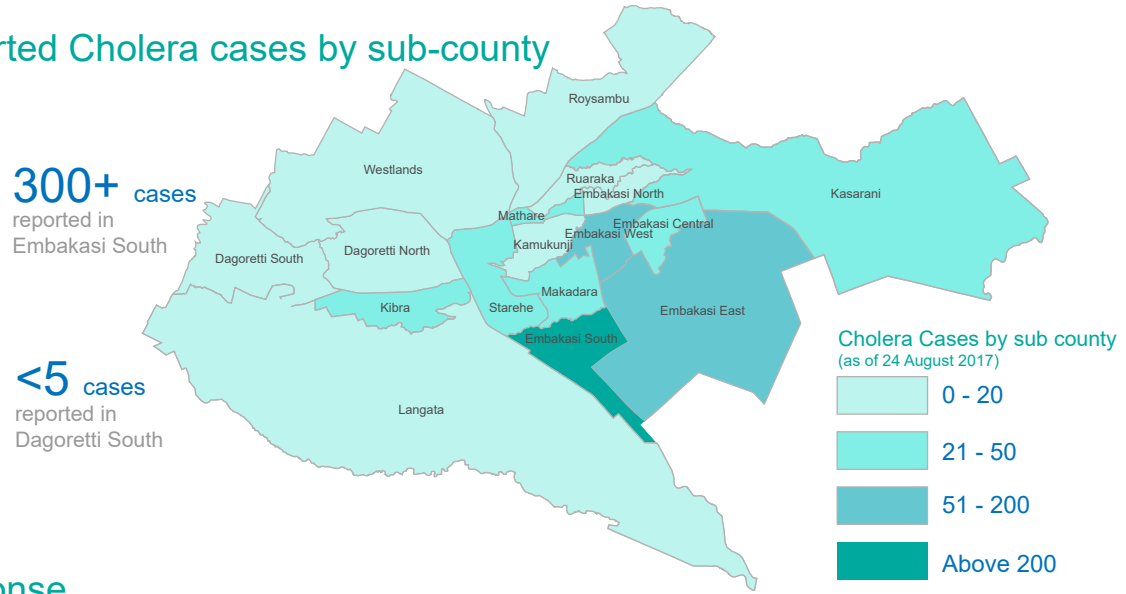 rted Cholera cases by sub-county
Roysambu
Westlands
300+ cases
reported in
Embakasi South
Ruaraka
Embakasi North
Kasarani
Mathare
Embakasi Central
Embakasi West
Kamukunji
Dagoretti North
Dagoretti South
Makadara
Kibra
Starehe
Embakasi East
Embakasi South
Cholera Cases by sub county
(as of 24 August 2017)
<5 cases
reported in
Dagoretti South
Langata
0 - 20
21 - 50
51 - 200
Above 200
onse